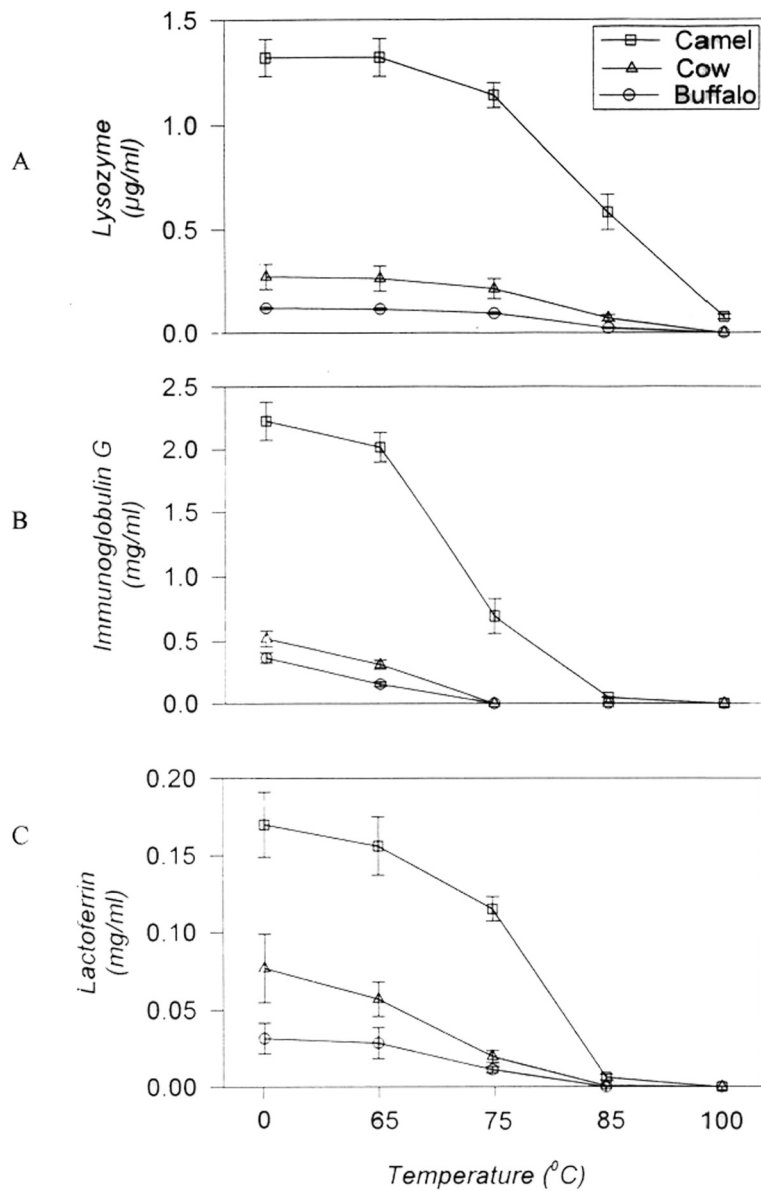 A
Lysozyme
(µg/ml)
1.5
1.0
0.5
0.0
Camel
Cow
Buffalo
B
Immunoglobulin G
(mg/ml)
2.5
2.0
1.5
1.0
0.5
0.0
C
Lactoferrin
(mg/ml)
0.20
0.15
0.10
0.05
0.00
0 65 75 85 100
Temperature (⁰C)